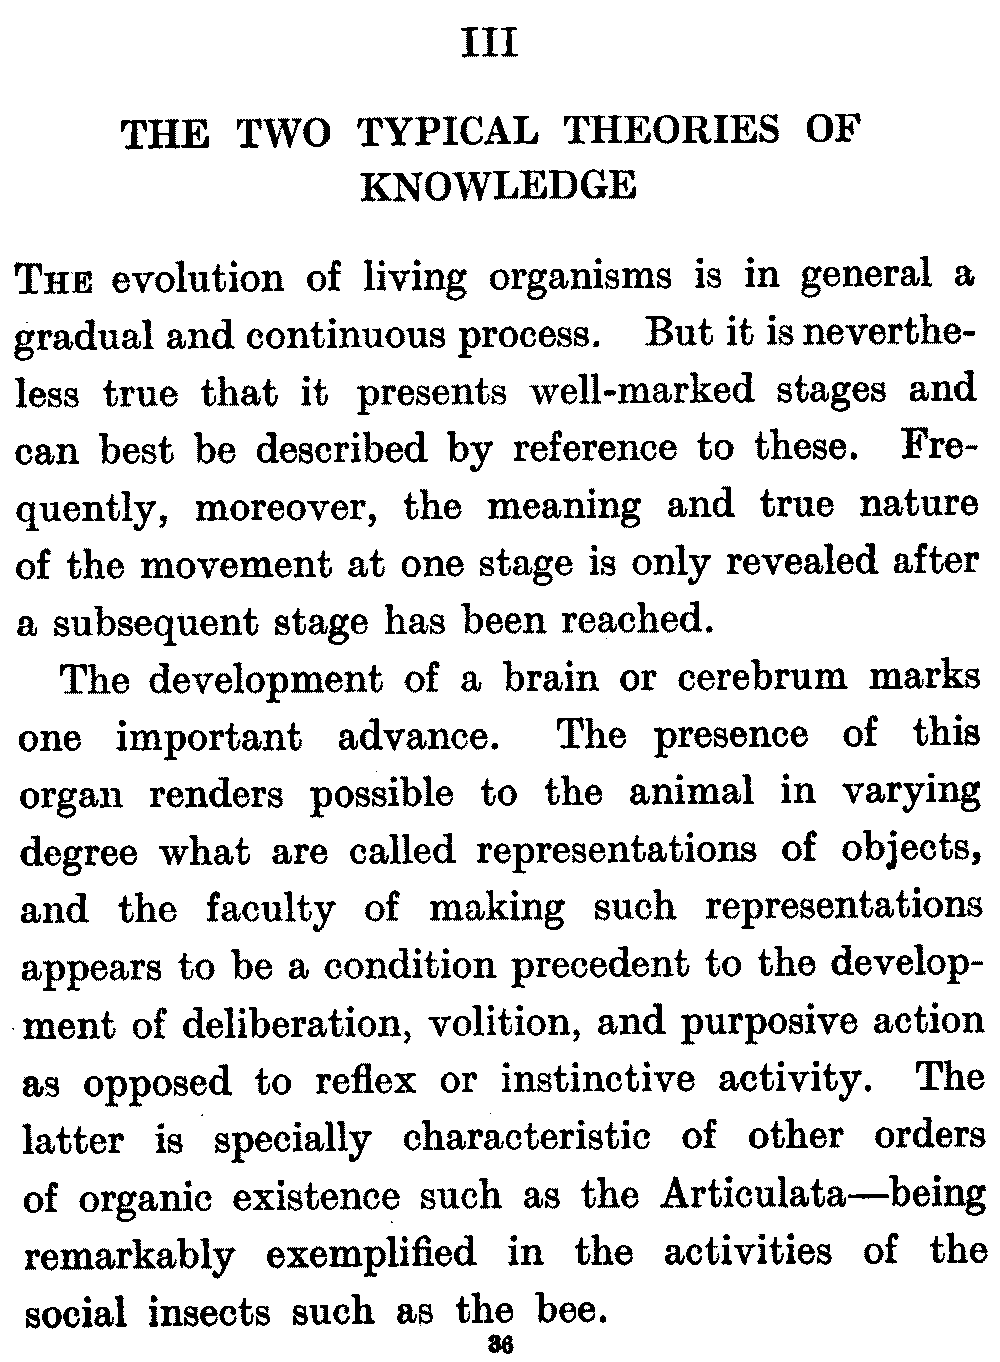 III
THE TWO TYPICAL THEORIES OF
KNOWLEDGE
THE evolution of living organisms is in general a
gradual and continuous process. But it is neverthe-
less true that it presents well-marked stages and
can best be described by reference to these. Fre-
quently, moreover, the meaning and true nature
of the movement at one stage is only revealed after
a subsequent stage has been reached.
The development of a brain or cerebrum marks
one important advance. The presence of this
organ renders possible to the animal in varying
degree what are called representations of objects,
and the faculty of making such representations
appears to be a condition precedent to the develop-
ment of deliberation, volition, and purposive action
as opposed to reflex or instinctive activity. The
latter is specially characteristic of other orders
of organic existence such as the Articulata—being
remarkably exemplified in the activities of the
social insects such as the bee.
36